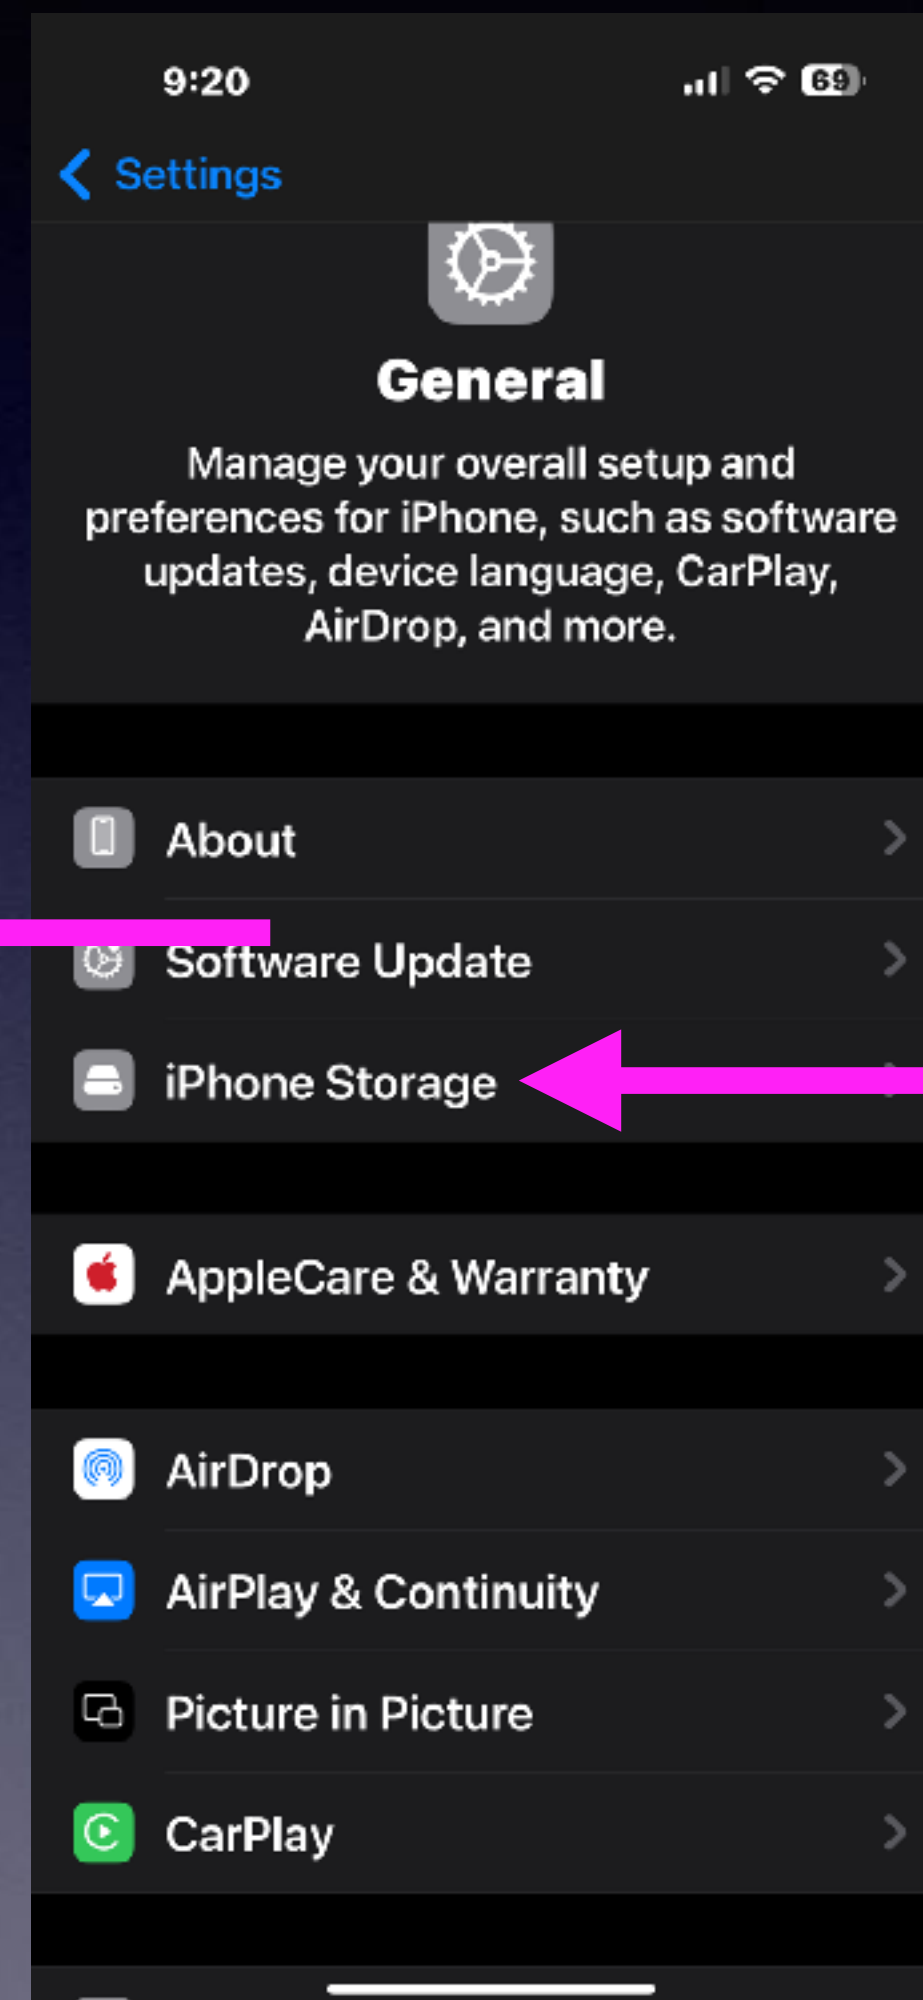 9:20
69
Settings
General
Manage your overall setup and
preferences for iPhone, such as software
updates, device language, CarPlay,
AirDrop, and more.
About
Software Update
iPhone Storage
AppleCare & Warranty
AirDrop
AirPlay & Continuity
Picture in Picture
CarPlay